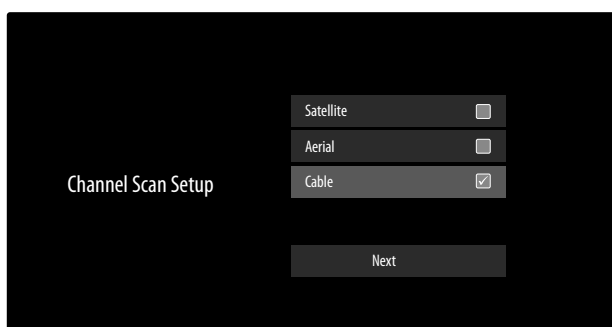 Channel Scan Setup
Satellite
Aerial
Cable
Next